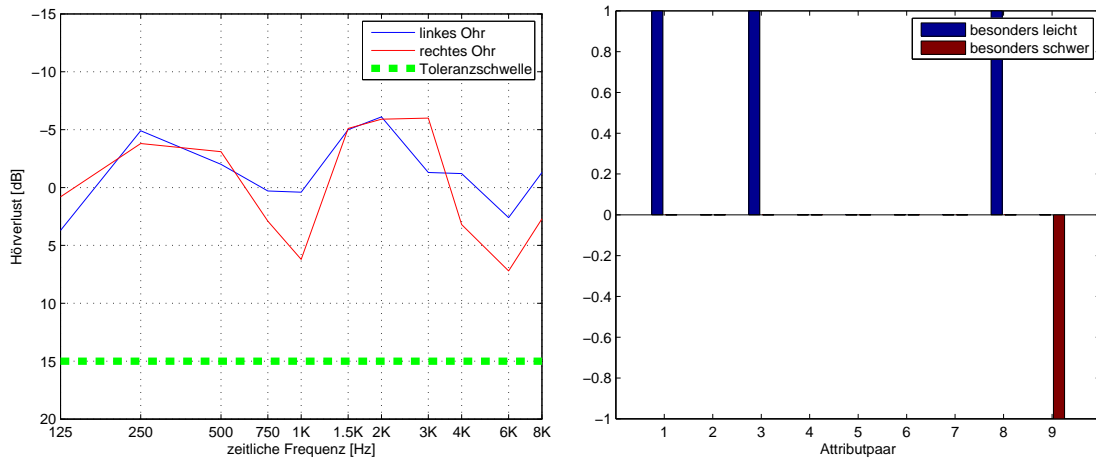 −15
−10
−5
0
5
10
15
20
Hörverlust [dB]
linkes Ohr
rechtes Ohr
Toleranzschwelle
125 250 500 750 1K 1.5K 2K 3K 4K 6K 8K
zeitliche Frequenz [Hz]
1
0.8
0.6
0.4
0.2
0
−0.2
−0.4
−0.6
−0.8
−1
besonders leicht
besonders schwer
1 2 3 4 5 6 7 8 9
Attributpaar